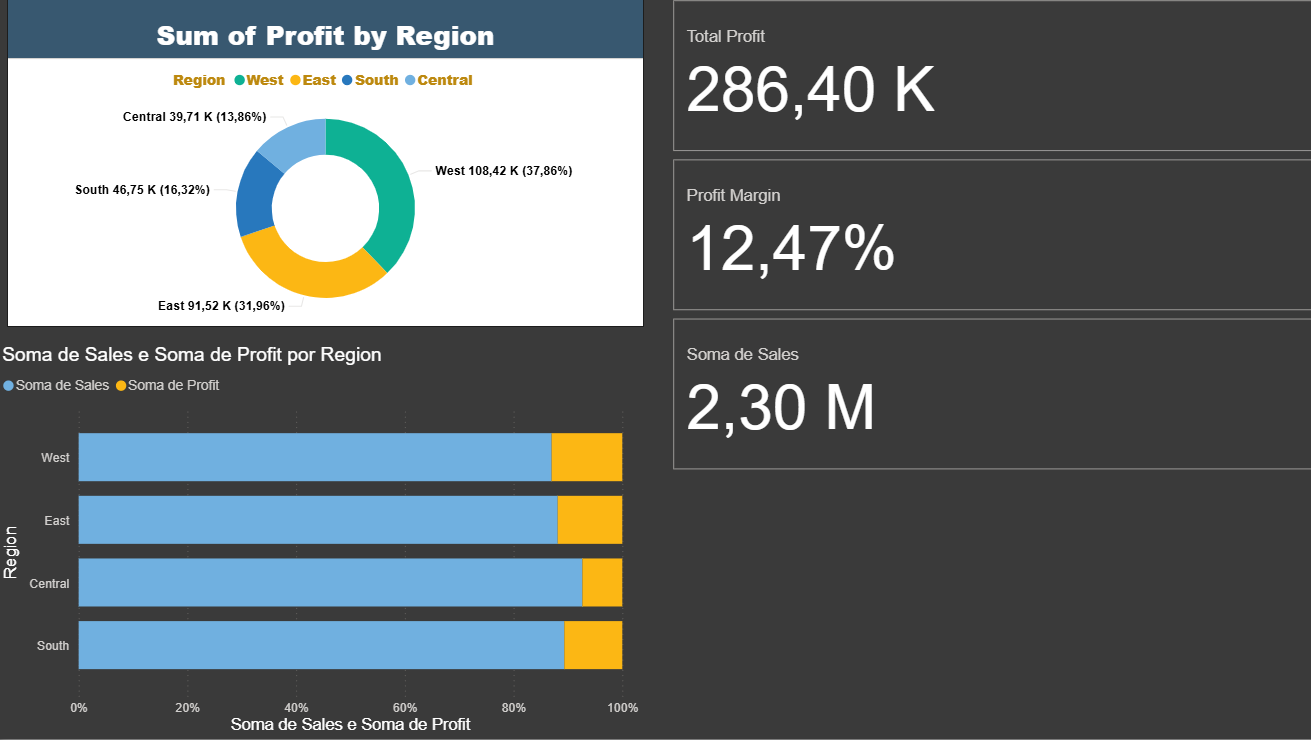 Sum of Profit by Region
Region West East South Central
Central 39,71 K (13,86%)
West 108,42 K (37,86%)
South 46,75 K (16,32%)
East 91,52 K (31,96%)
Total Profit
286,40 K
Profit Margin
12,47%
Soma de Sales
2,30 M
Soma de Sales e Soma de Profit por Region
Soma de Sales Soma de Profit
Region
West
East
Central
South
0% 20% 40% 60% 80% 100%
Soma de Sales e Soma de Profit